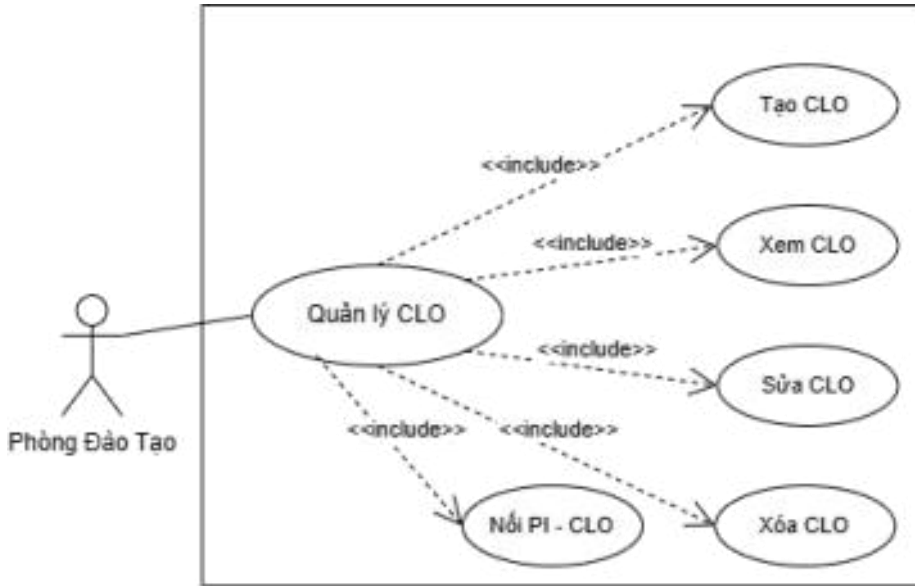 Tạo CLO
<<include>>
<<include>>
Xem CLO
Quản lý CLO
<<include>>
Sửa CLO
Phòng Đào Tạo
<<include>>
<<include>>
Nối PI - CLO
Xóa CLO